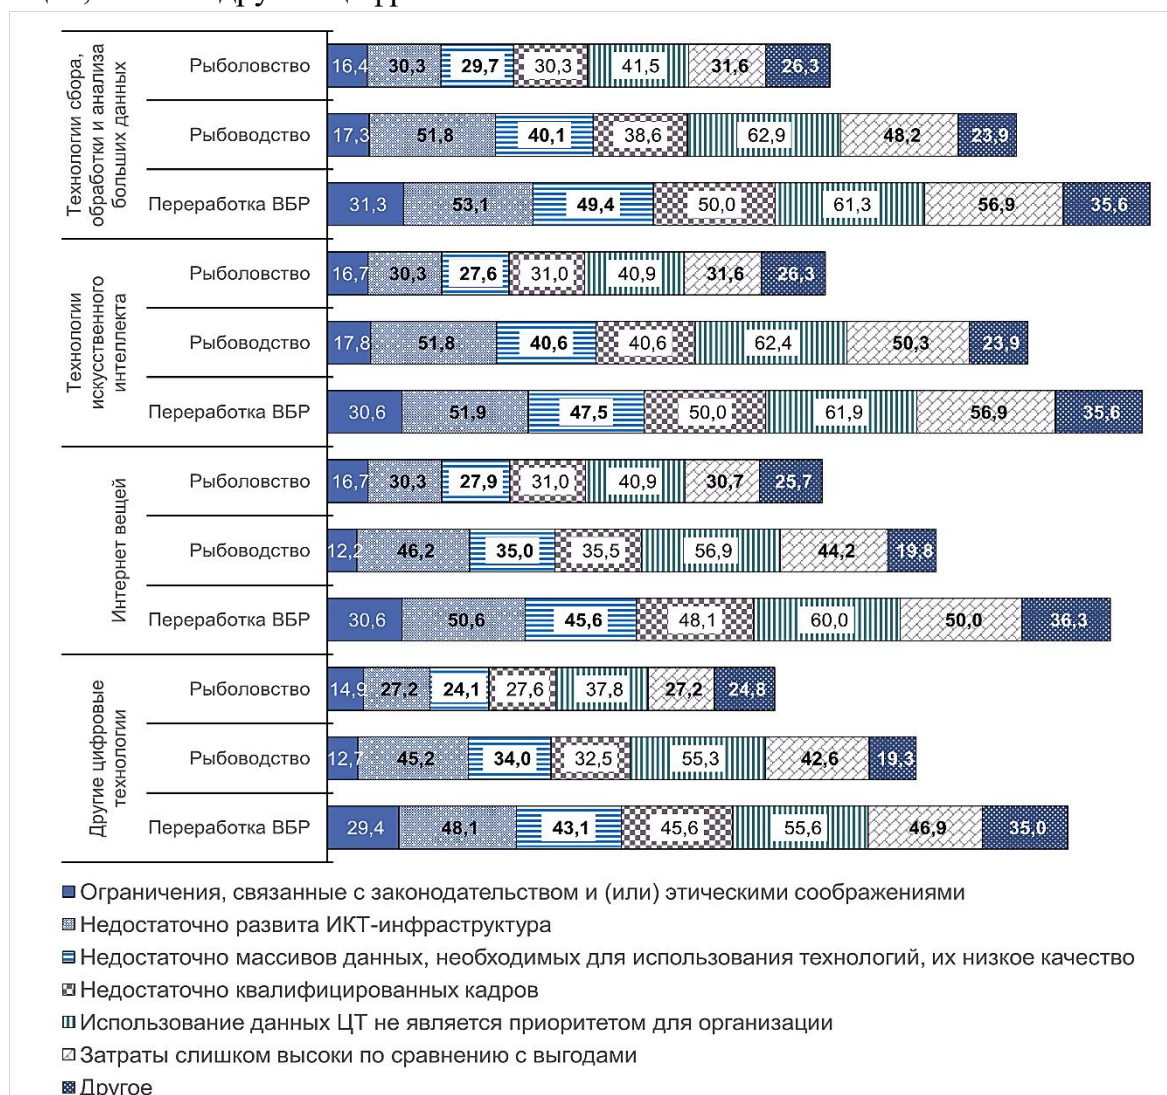 Технологии сбора,
обработки и анализа
больших данных
Рыболовство
16,4 30,3 29,7 30,3 41,5 31,6 26,3
Рыбоводство
17,3 51,8 40,1 38,6 62,9 48,2 23,9
Переработка ВБР
31,3 53,1 49,4 50,0 61,3 56,9 35,6
Технологии
искусственного
интеллекта
Рыболовство
16,7 30,3 27,6 31,0 40,9 31,6 26,3
Рыбоводство
17,8 51,8 40,6 40,6 62,4 50,3 23,9
Переработка ВБР
30,6 51,9 47,5 50,0 61,9 56,9 35,6
Интернет вещей
Рыболовство
16,7 30,3 27,9 31,0 40,9 30,7 25,7
Рыбоводство
12,2 46,2 35,0 35,5 56,9 44,2 19,8
Переработка ВБР
30,6 50,6 45,6 48,1 60,0 50,0 36,3
Другие цифровые
технологии
Рыболовство
14,9 27,2 24,1 27,6 37,8 27,2 24,8
Рыбоводство
12,7 45,2 34,0 32,5 55,3 42,6 19,3
Переработка ВБР
29,4 48,1 43,1 45,6 55,6 46,9 35,0
Ограничения, связанные с законодательством и (или) этическими соображениями
Недостаточно развита ИКТ-инфраструктура
Недостаточно массивов данных, необходимых для использования технологий, их низкое качество
Недостаточно квалифицированных кадров
Использование данных ЦТ не является приоритетом для организации
Затраты слишком высоки по сравнению с выгодами
Другое